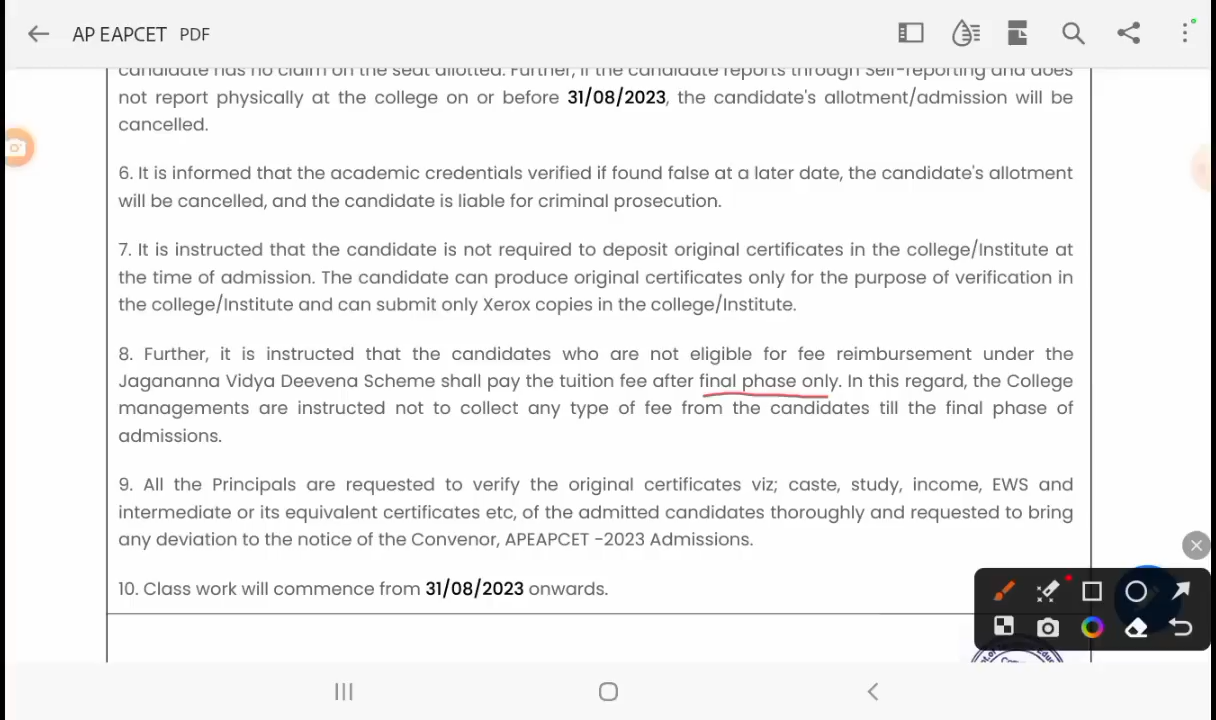 AP EAPCET PDF
candidate has no claim on the seat allotted. Further, if the candidate reports through Self-reporting and does
not report physically at the college on or before 31/08/2023, the candidate's allotment/admission will be
cancelled.
6. It is informed that the academic credentials verified if found false at a later date, the candidate's allotment
will be cancelled, and the candidate is liable for criminal prosecution.
7. It is instructed that the candidate is not required to deposit original certificates in the college/Institute at
the time of admission. The candidate can produce original certificates only for the purpose of verification in
the college/Institute and can submit only Xerox copies in the college/Institute.
8. Further, it is instructed that the candidates who are not eligible for fee reimbursement under the
Jagananna Vidya Deevena Scheme shall pay the tuition fee after final phase only. In this regard, the College
managements are instructed not to collect any type of fee from the candidates till the final phase of
admissions.
9. All the Principals are requested to verify the original certificates viz; caste, study, income, EWS and
intermediate or its equivalent certificates etc, of the admitted candidates thoroughly and requested to bring
any deviation to the notice of the Convenor, APEAPCET -2023 Admissions.
10. Class work will commence from 31/08/2023 onwards.